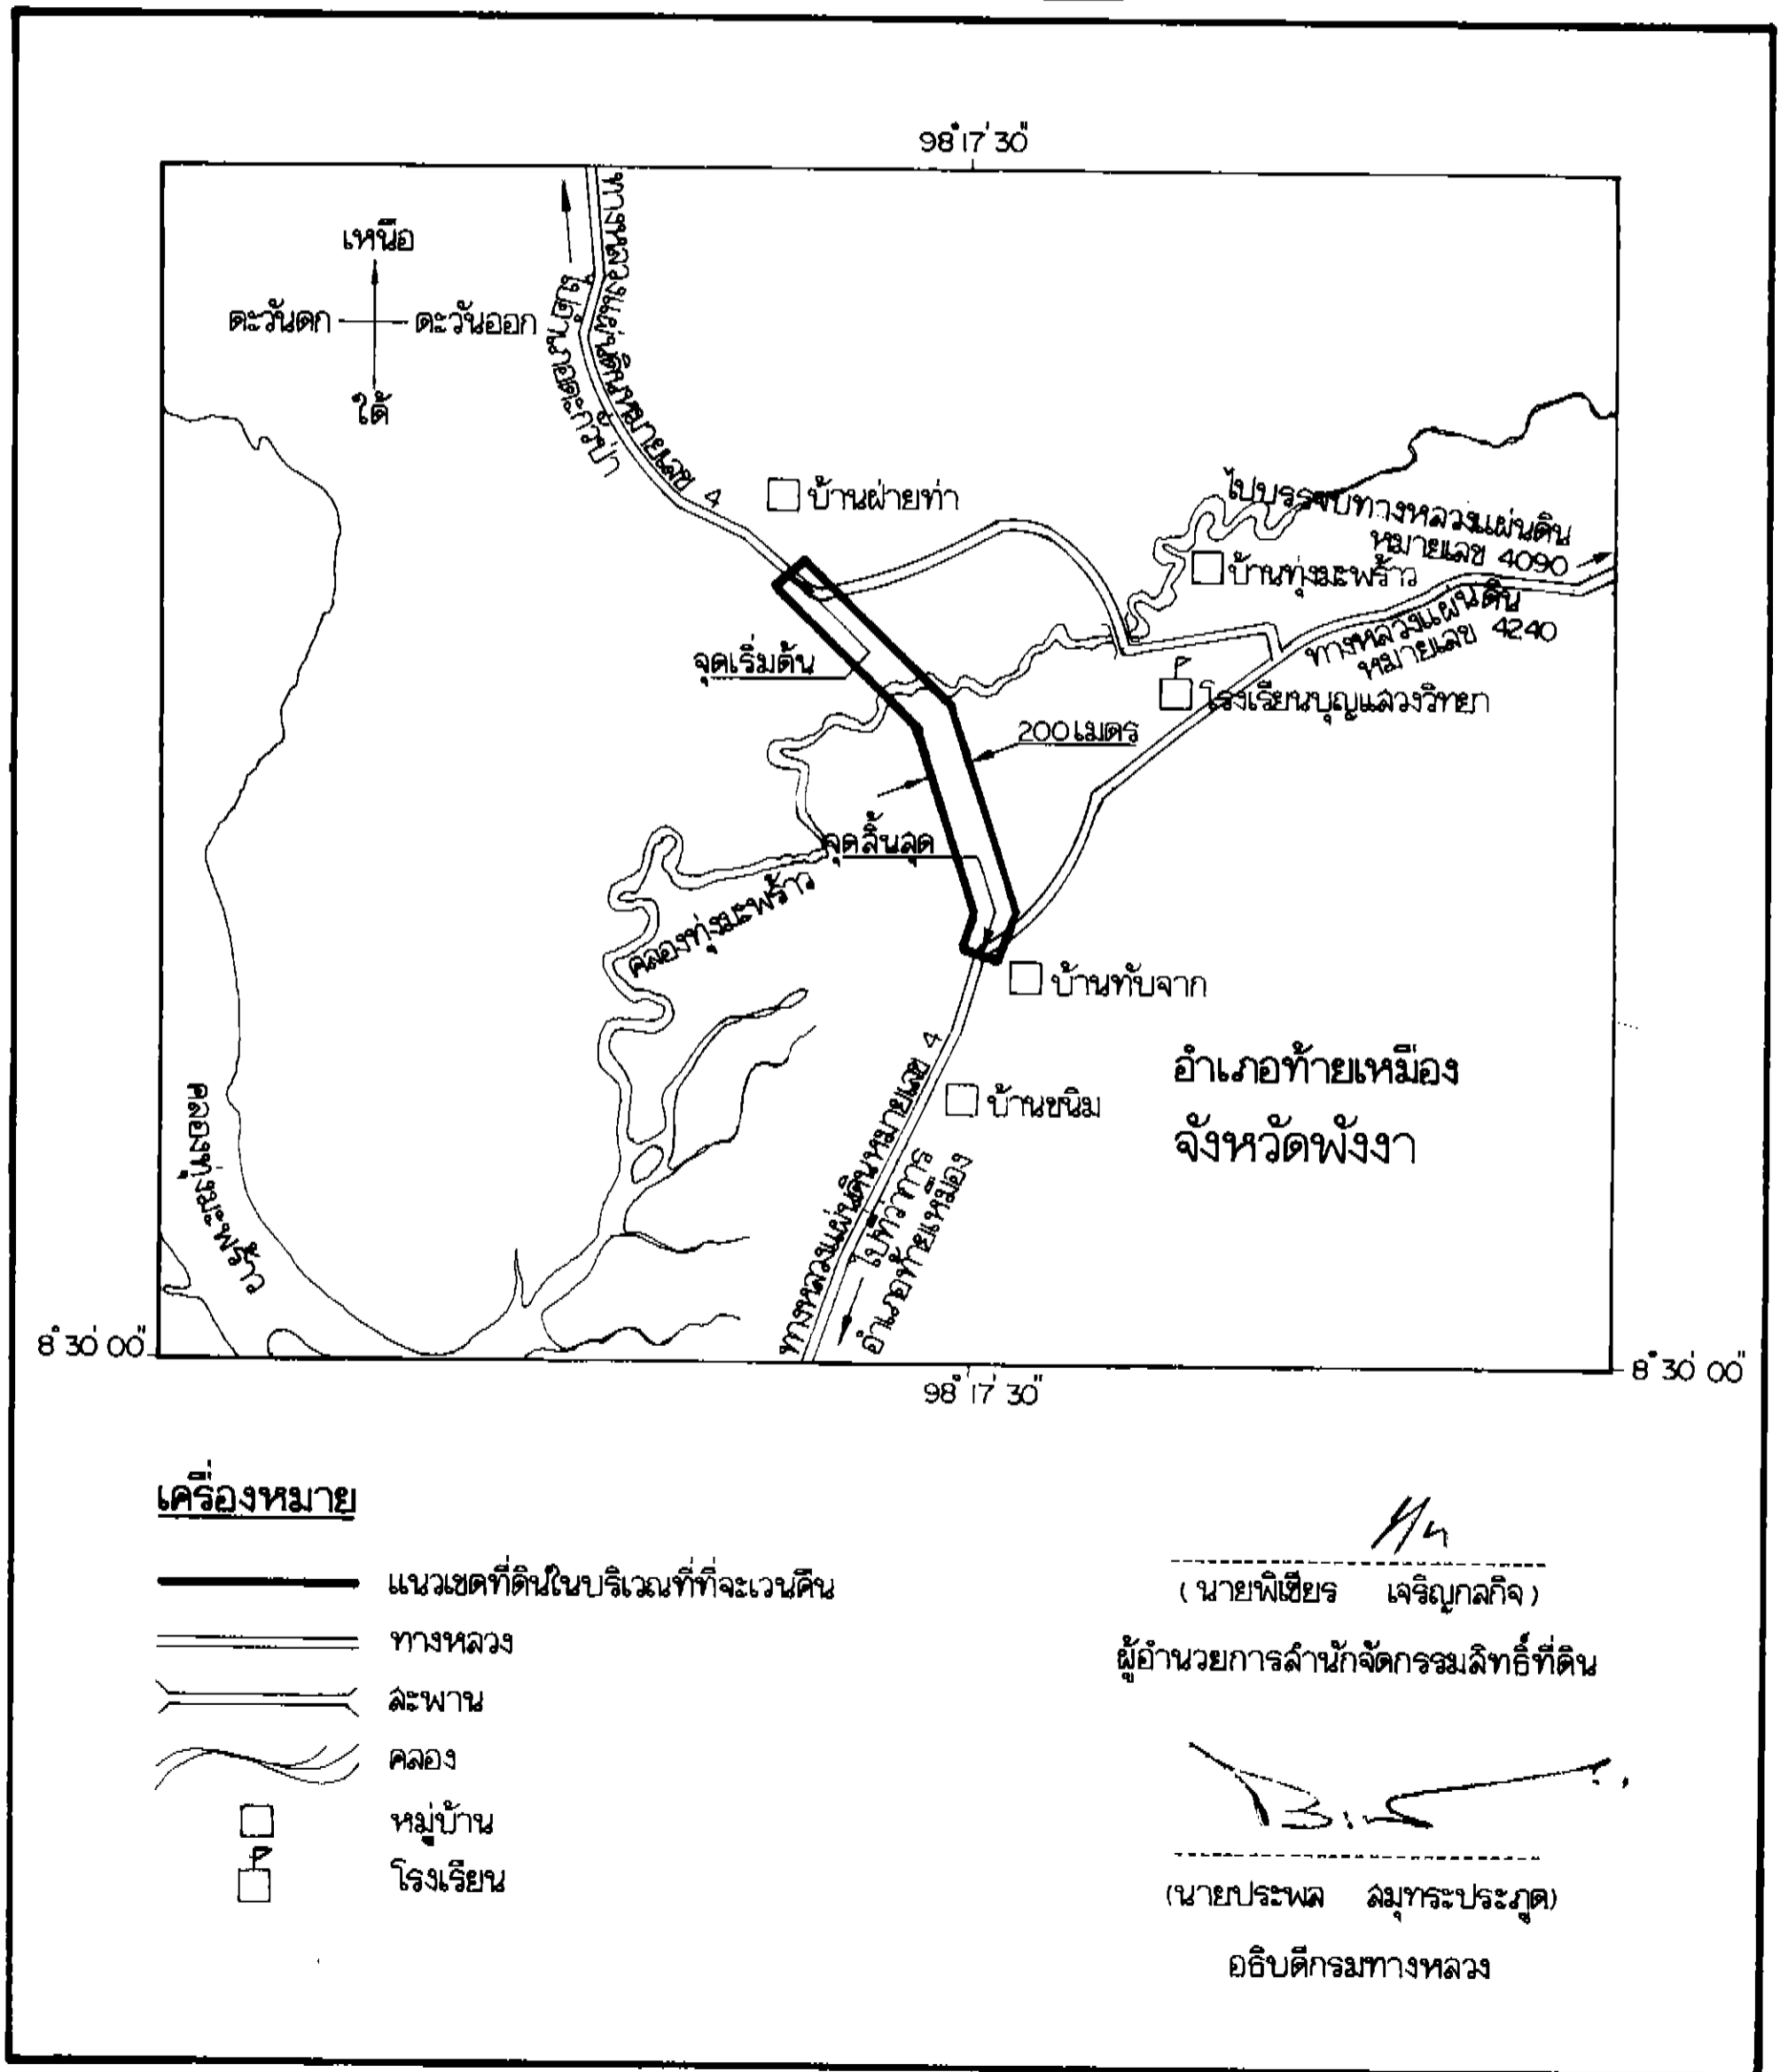 98°17'30"
เหนือ
ตะวันตก
ตะวันออก
ใต้
ทางหลวงแผ่นดินหมายเลข 4
ไปอำเภอตะกั่วป่า
บ้านฝ่ายท่า
ไปบรรจบทางหลวงแผ่นดิน
หมายเลข 4090
บ้านทุ่งมะพร้าว
ทางหลวงแผ่นดิน
หมายเลข 4240
จุดเริ่มต้น
โรงเรียนบุญแสวงวิทยา
200 เมตร
จุดสิ้นสุด
คลองทุ่งมะพร้าว
บ้านทับจาก
อำเภอท้ายเหมือง
จังหวัดพังงา
บ้านขนิม
ทางหลวงแผ่นดินหมายเลข 4
ไปที่ว่าการ
อำเภอท้ายเหมือง
คลองทุ่งมะพร้าว
8°30'00"
8°30'00"
98°17'30"
เครื่องหมาย
แนวเขตที่ดินในบริเวณที่ที่จะเวนคืน
ทางหลวง
สะพาน
คลอง
หมู่บ้าน
โรงเรียน
(นายพิเชียร เจริญกลกิจ)
ผู้อำนวยการสำนักจัดกรรมสิทธิ์ที่ดิน
(นายประพล สมุทระประภูต)
อธิบดีกรมทางหลวง